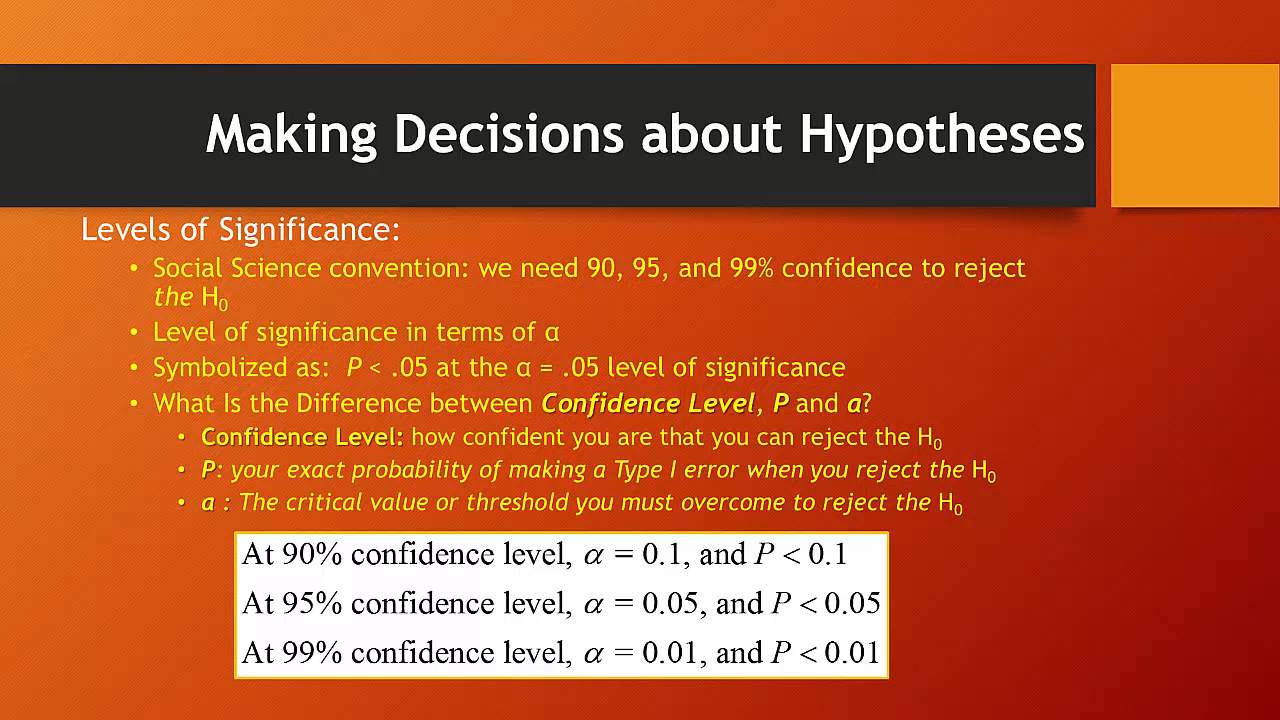 Making Decisions about Hypotheses
Levels of Significance:
• Social Science convention: we need 90, 95, and 99% confidence to reject
the H₀
• Level of significance in terms of α
• Symbolized as: P < .05 at the α = .05 level of significance
• What Is the Difference between Confidence Level, P and a?
• Confidence Level: how confident you are that you can reject the H₀
• P: your exact probability of making a Type I error when you reject the H₀
• a : The critical value or threshold you must overcome to reject the H₀
At 90% confidence level, α = 0.1, and P < 0.1
At 95% confidence level, α = 0.05, and P < 0.05
At 99% confidence level, α = 0.01, and P < 0.01